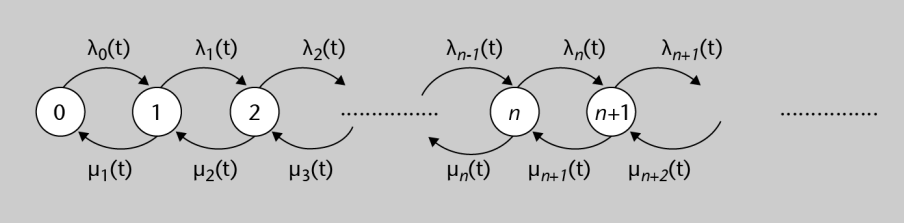 λ0(t) λ1(t) λ2(t) λn-1(t) λn(t) λn+1(t)
0 1 2 ................ n n+1 ................
μ1(t) μ2(t) μ3(t) μn(t) μn+1(t) μn+2(t)